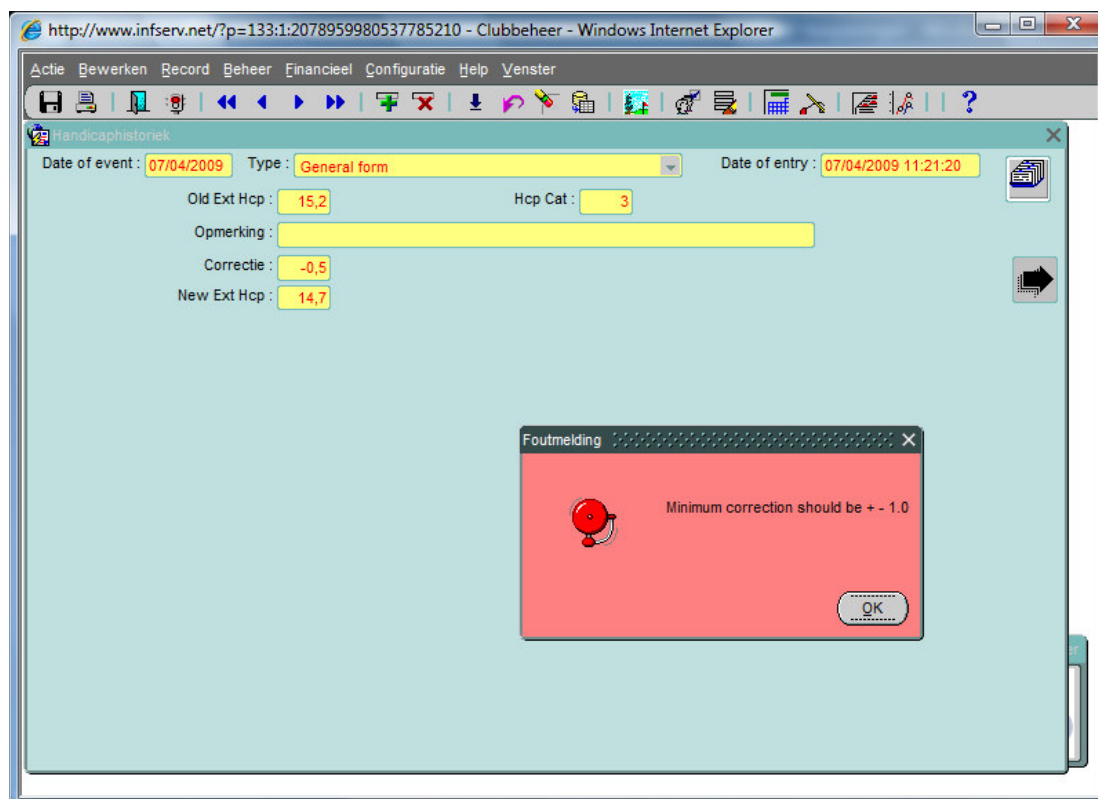 http://www.infserv.net/?p=133:1:2078959980537785210 - Clubbeheer - Windows Internet Explorer
Actie Bewerken Record Beheer Financieel Configuratie Help Venster
Handicaphistoriek
Date of event : 07/04/2009 Type : General form Date of entry : 07/04/2009 11:21:20
Old Ext Hcp : 15,2 Hcp Cat : 3
Opmerking :
Correctie : -0,5
New Ext Hcp : 14,7
Foutmelding
Minimum correction should be + - 1.0
OK